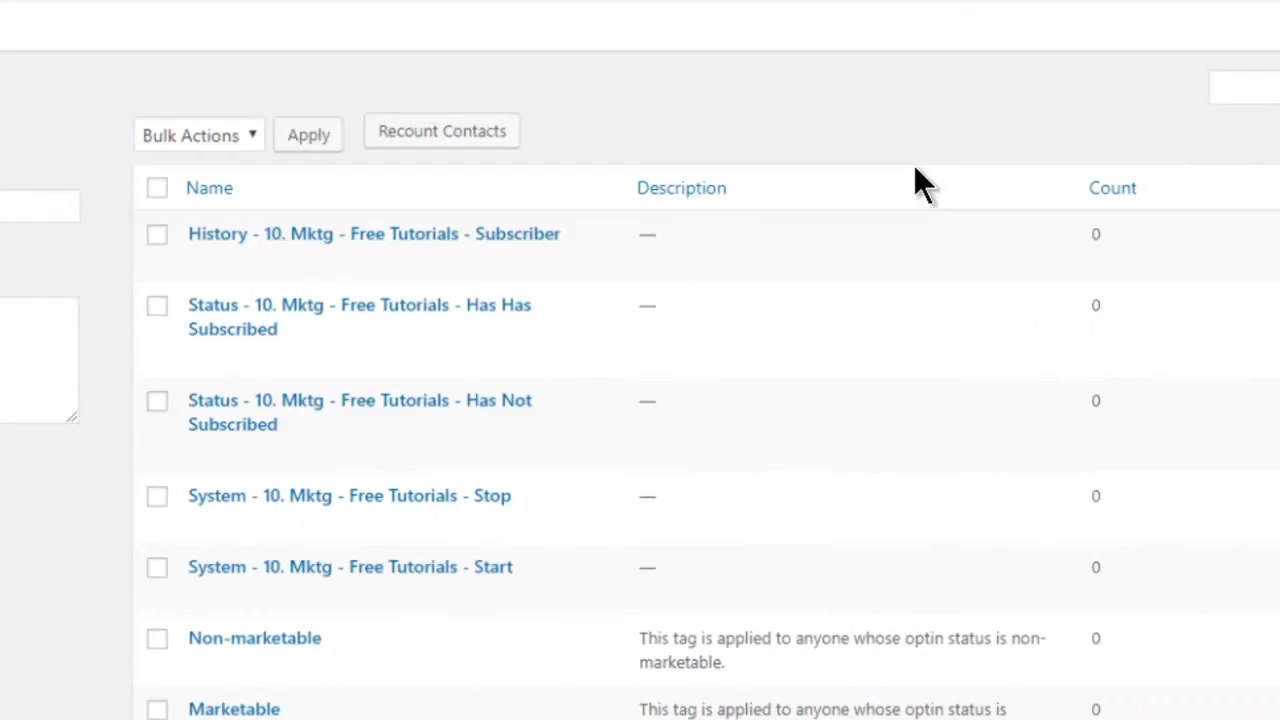 Bulk Actions
Apply
Recount Contacts
Name
Description
Count
History - 10. Mktg - Free Tutorials - Subscriber
—
0
Status - 10. Mktg - Free Tutorials - Has Has
Subscribed
—
0
Status - 10. Mktg - Free Tutorials - Has Not
Subscribed
—
0
System - 10. Mktg - Free Tutorials - Stop
—
0
System - 10. Mktg - Free Tutorials - Start
—
0
Non-marketable
This tag is applied to anyone whose optin status is non-
marketable.
0
Marketable
This tag is applied to anyone whose optin status is
0